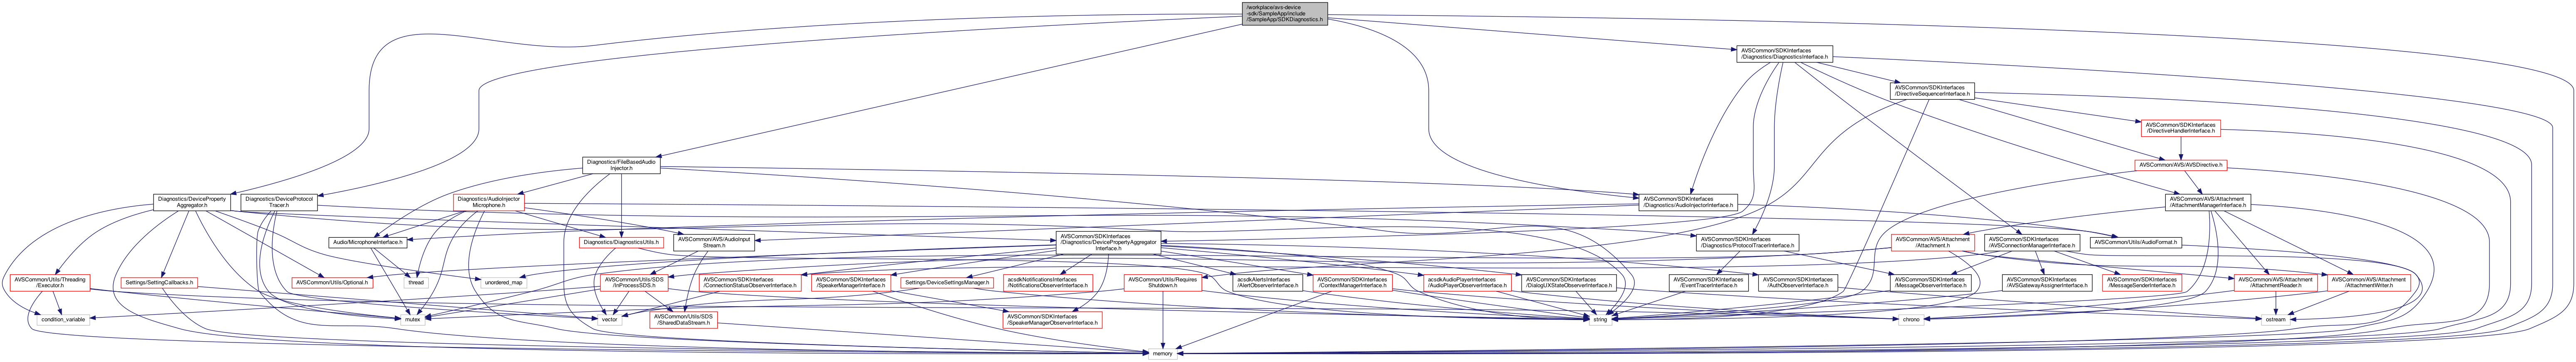 /workplace/avs-device
-sdk/SampleApp/include
/SampleApp/SDKDiagnostics.h
AVSCommon/SDKInterfaces
/Diagnostics/DiagnosticsInterface.h
AVSCommon/SDKInterfaces
/DirectiveSequencerInterface.h
AVSCommon/SDKInterfaces
/DirectiveHandlerInterface.h
Diagnostics/FileBasedAudio
Injector.h
AVSCommon/AVS/AVSDirective.h
Diagnostics/DeviceProperty
Aggregator.h
Diagnostics/DeviceProtocol
Tracer.h
Diagnostics/AudioInjector
Microphone.h
AVSCommon/SDKInterfaces
/Diagnostics/AudioInjectorInterface.h
AVSCommon/AVS/Attachment
/AttachmentManagerInterface.h
Audio/MicrophoneInterface.h
Diagnostics/DiagnosticsUtils.h
AVSCommon/AVS/AudioInput
Stream.h
AVSCommon/SDKInterfaces
/Diagnostics/DevicePropertyAggregator
Interface.h
AVSCommon/SDKInterfaces
/Diagnostics/ProtocolTracerInterface.h
AVSCommon/AVS/Attachment
/Attachment.h
AVSCommon/SDKInterfaces
/AVSConnectionManagerInterface.h
AVSCommon/Utils/AudioFormat.h
AVSCommon/Utils/Threading
/Executor.h
Settings/SettingCallbacks.h
AVSCommon/Utils/Optional.h
thread
unordered_map
AVSCommon/Utils/SDS
/InProcessSDS.h
AVSCommon/SDKInterfaces
/ConnectionStatusObserverInterface.h
AVSCommon/SDKInterfaces
/SpeakerManagerInterface.h
Settings/DeviceSettingsManager.h
acsdkNotificationsInterfaces
/NotificationsObserverInterface.h
AVSCommon/Utils/Requires
Shutdown.h
acsdkAlertsInterfaces
/AlertObserverInterface.h
AVSCommon/SDKInterfaces
/ContextManagerInterface.h
acsdkAudioPlayerInterfaces
/AudioPlayerObserverInterface.h
AVSCommon/SDKInterfaces
/DialogUXStateObserverInterface.h
AVSCommon/SDKInterfaces
/EventTracerInterface.h
AVSCommon/SDKInterfaces
/AuthObserverInterface.h
AVSCommon/SDKInterfaces
/MessageObserverInterface.h
AVSCommon/SDKInterfaces
/AVSGatewayAssignerInterface.h
AVSCommon/SDKInterfaces
/MessageSenderInterface.h
AVSCommon/AVS/Attachment
/AttachmentReader.h
AVSCommon/AVS/Attachment
/AttachmentWriter.h
condition_variable
mutex
vector
AVSCommon/Utils/SDS
/SharedDataStream.h
AVSCommon/SDKInterfaces
/SpeakerManagerObserverInterface.h
string
chrono
ostream
memory